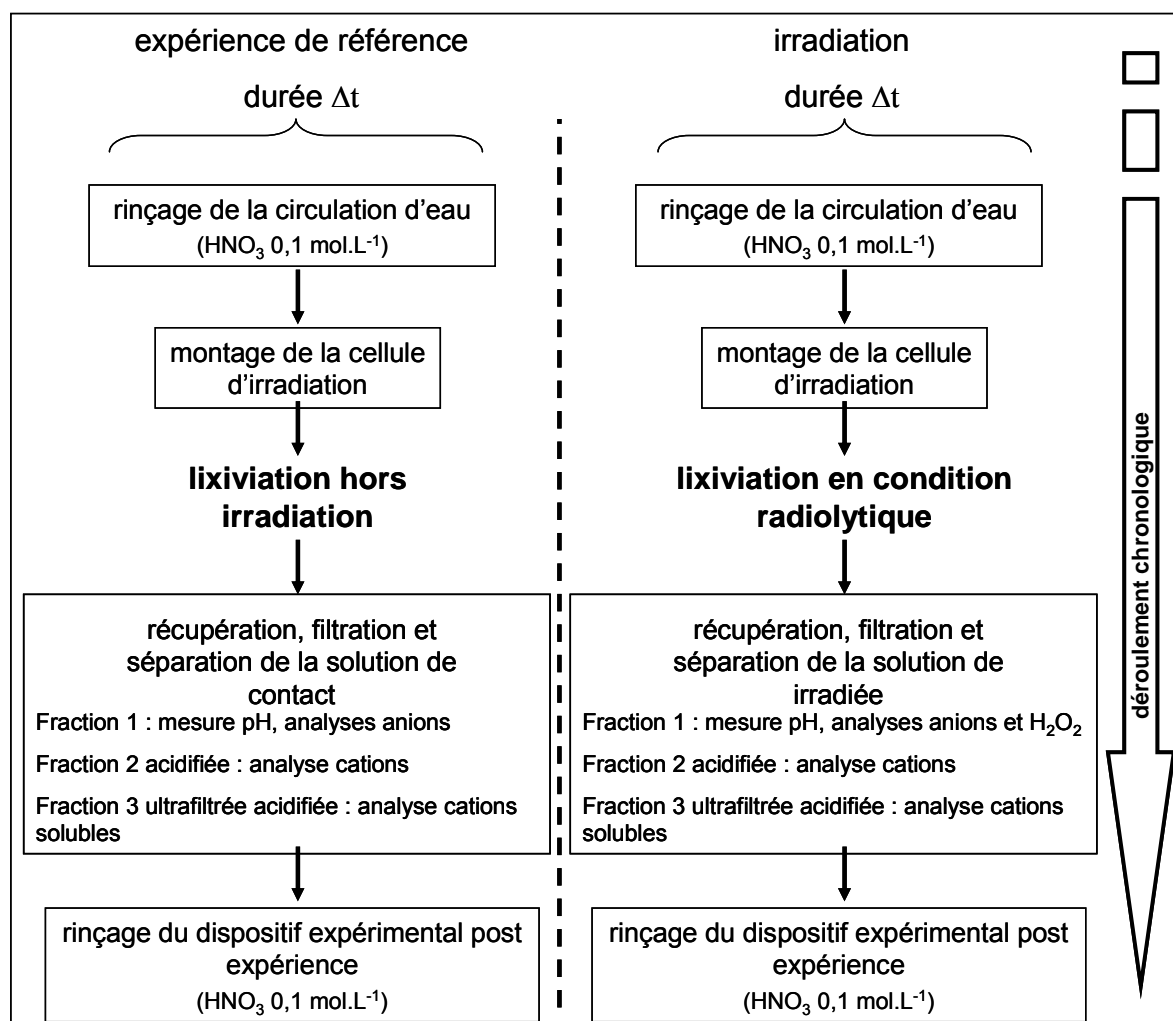 expérience de référence
durée Δt
rinçage de la circulation d'eau
(HNO₃ 0,1 mol.L⁻¹)
montage de la cellule
d'irradiation
lixiviation hors
irradiation
récupération, filtration et
séparation de la solution de
contact
Fraction 1 : mesure pH, analyses anions
Fraction 2 acidifiée : analyse cations
Fraction 3 ultrafiltrée acidifiée : analyse cations
solubles
rinçage du dispositif expérimental post
expérience
(HNO₃ 0,1 mol.L⁻¹)
irradiation
durée Δt
rinçage de la circulation d'eau
(HNO₃ 0,1 mol.L⁻¹)
montage de la cellule
d'irradiation
lixiviation en condition
radiolytique
récupération, filtration et
séparation de la solution de
irradiée
Fraction 1 : mesure pH, analyses anions et H₂O₂
Fraction 2 acidifiée : analyse cations
Fraction 3 ultrafiltrée acidifiée : analyse cations
solubles
rinçage du dispositif expérimental post
expérience
(HNO₃ 0,1 mol.L⁻¹)
déroulement chronologique